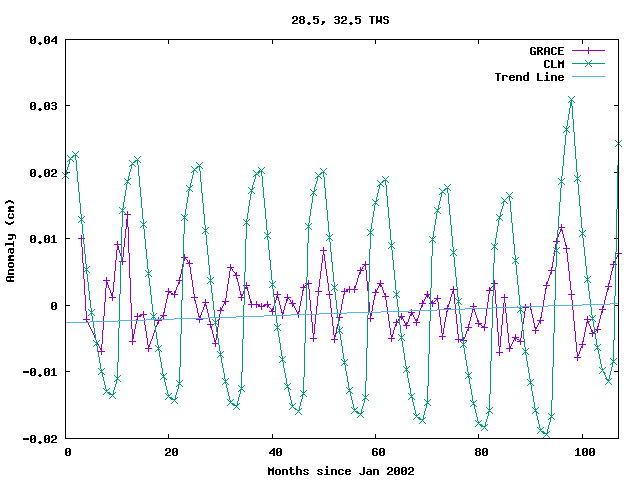 28.5, 32.5 TWS
GRACE
CLM
Trend Line
0.04
0.03
0.02
0.01
0
-0.01
-0.02
Anomaly (cm)
0 20 40 60 80 100
Months since Jan 2002